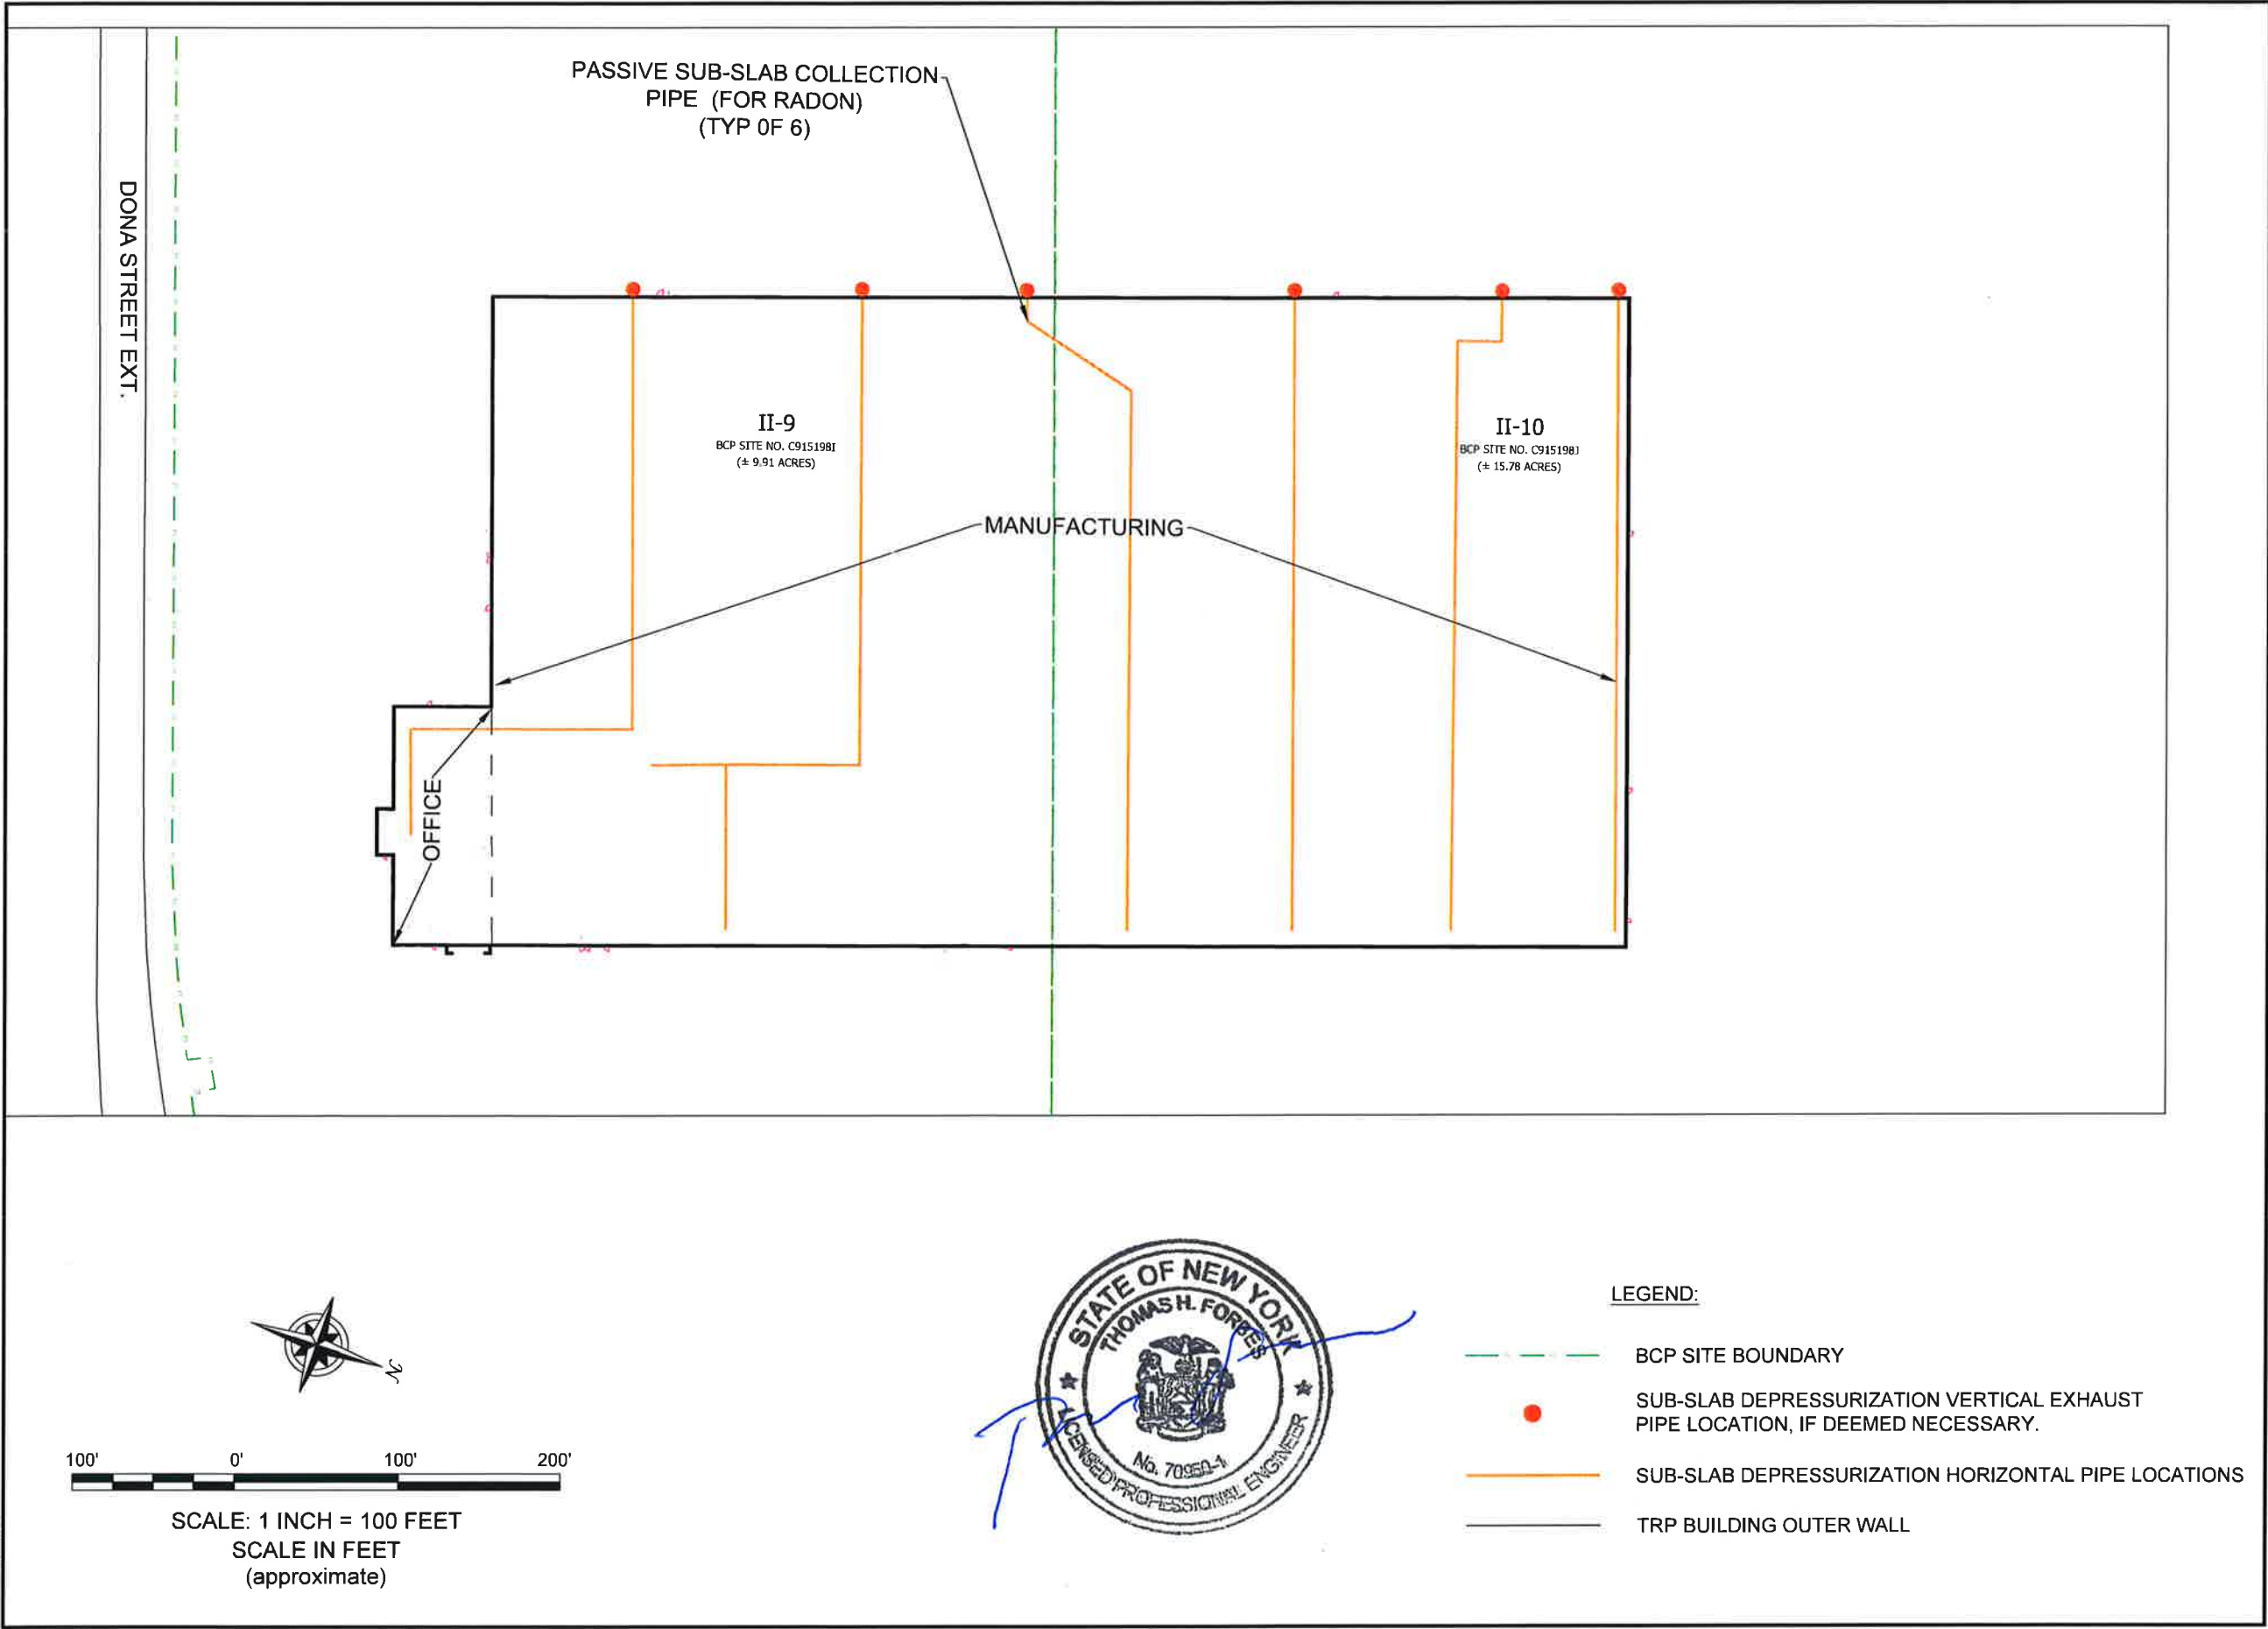 PASSIVE SUB-SLAB COLLECTION
PIPE (FOR RADON)
(TYP 0F 6)
DONA STREET EXT.
II-9
BCP SITE NO. C915198I
(± 9.91 ACRES)
II-10
BCP SITE NO. C915198J
(± 15.78 ACRES)
MANUFACTURING
OFFICE
N
100' 0' 100' 200'
SCALE: 1 INCH = 100 FEET
SCALE IN FEET
(approximate)
STATE OF NEW YORK
THOMAS H. FORBES
No. 70950-1
LICENSED PROFESSIONAL ENGINEER
LEGEND:
BCP SITE BOUNDARY
SUB-SLAB DEPRESSURIZATION VERTICAL EXHAUST
PIPE LOCATION, IF DEEMED NECESSARY.
SUB-SLAB DEPRESSURIZATION HORIZONTAL PIPE LOCATIONS
TRP BUILDING OUTER WALL